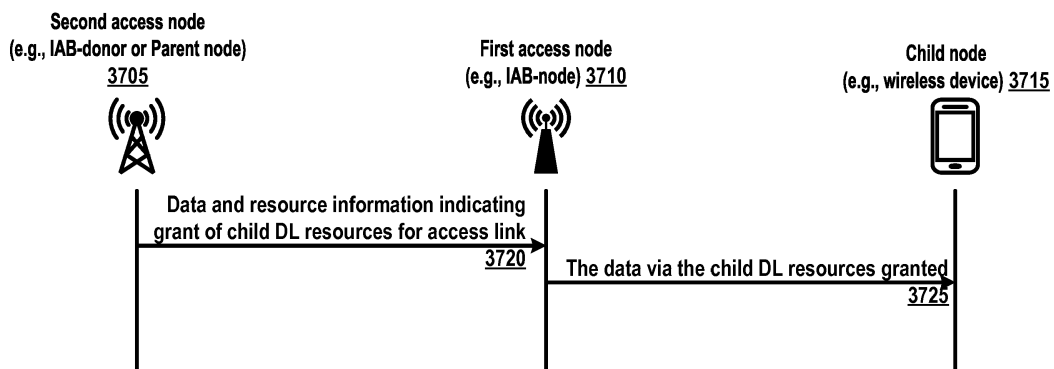 Second access node
(e.g., IAB-donor or Parent node)
3705
First access node
(e.g., IAB-node) 3710
Child node
(e.g., wireless device) 3715
Data and resource information indicating
grant of child DL resources for access link
3720
The data via the child DL resources granted
3725